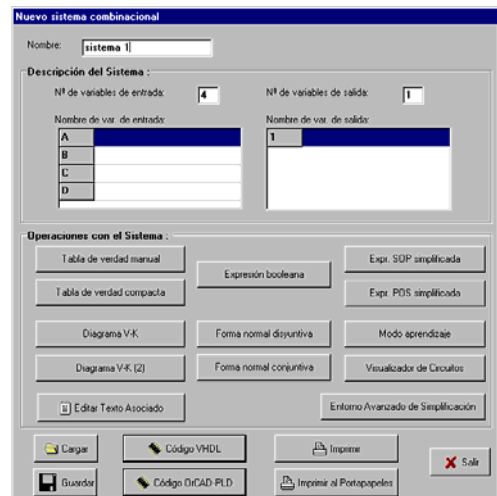 Nuevo sistema combinacional
Nombre: sistema 1
Descripción del Sistema :
Nº de variables de entrada: 4 Nº de variables de salida: 1
Nombre de var. de entrada: Nombre de var. de salida:
A 1
B
C
D
Operaciones con el Sistema :
Tabla de verdad manual Expresión booleana Expr. SOP simplificada
Tabla de verdad compacta Expr. POS simplificada
Diagrama V-K Forma normal disyuntiva Modo aprendizaje
Diagrama V-K (2) Forma normal conjuntiva Visualizador de Circuitos
Editar Texto Asociado Entorno Avanzado de Simplificación
Cargar Código VHDL Imprimir Salir
Guardar Código OrCAD-PLD Imprimir al Portapapeles